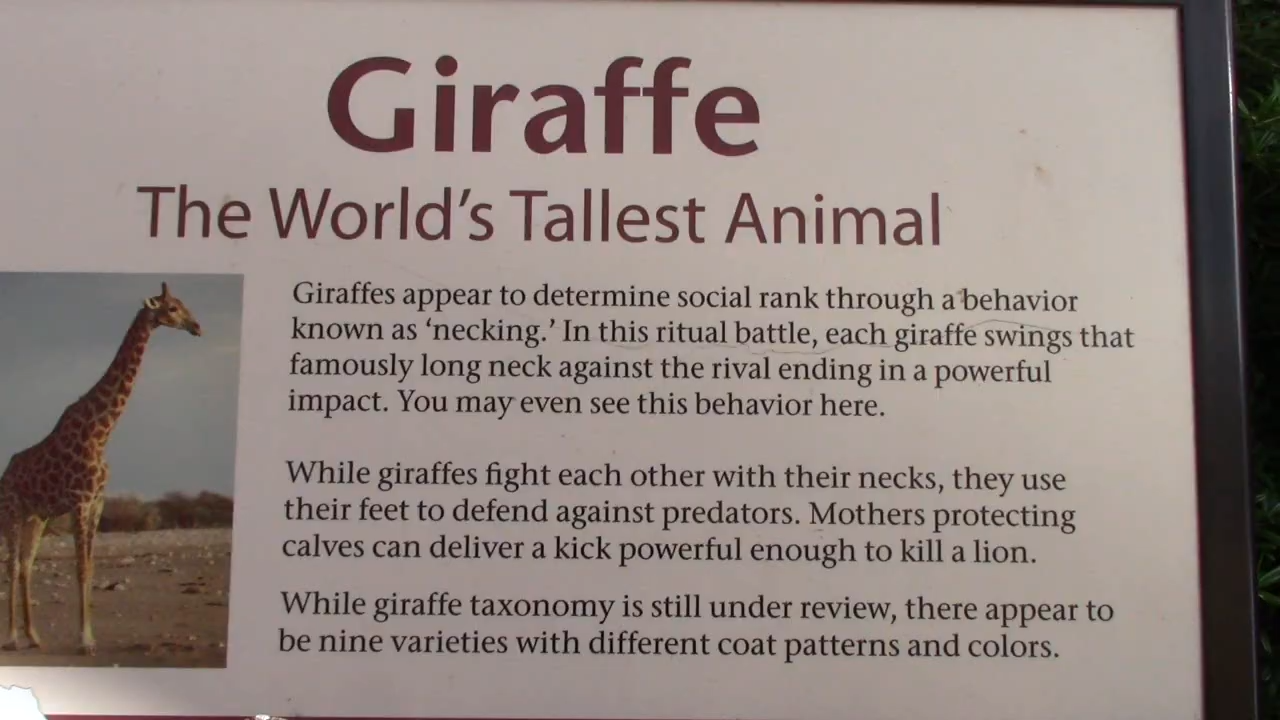 Giraffe
The World's Tallest Animal
Giraffes appear to determine social rank through a behavior
known as ‘necking.’ In this ritual battle, each giraffe swings that
famously long neck against the rival ending in a powerful
impact. You may even see this behavior here.
While giraffes fight each other with their necks, they use
their feet to defend against predators. Mothers protecting
calves can deliver a kick powerful enough to kill a lion.
While giraffe taxonomy is still under review, there appear to
be nine varieties with different coat patterns and colors.